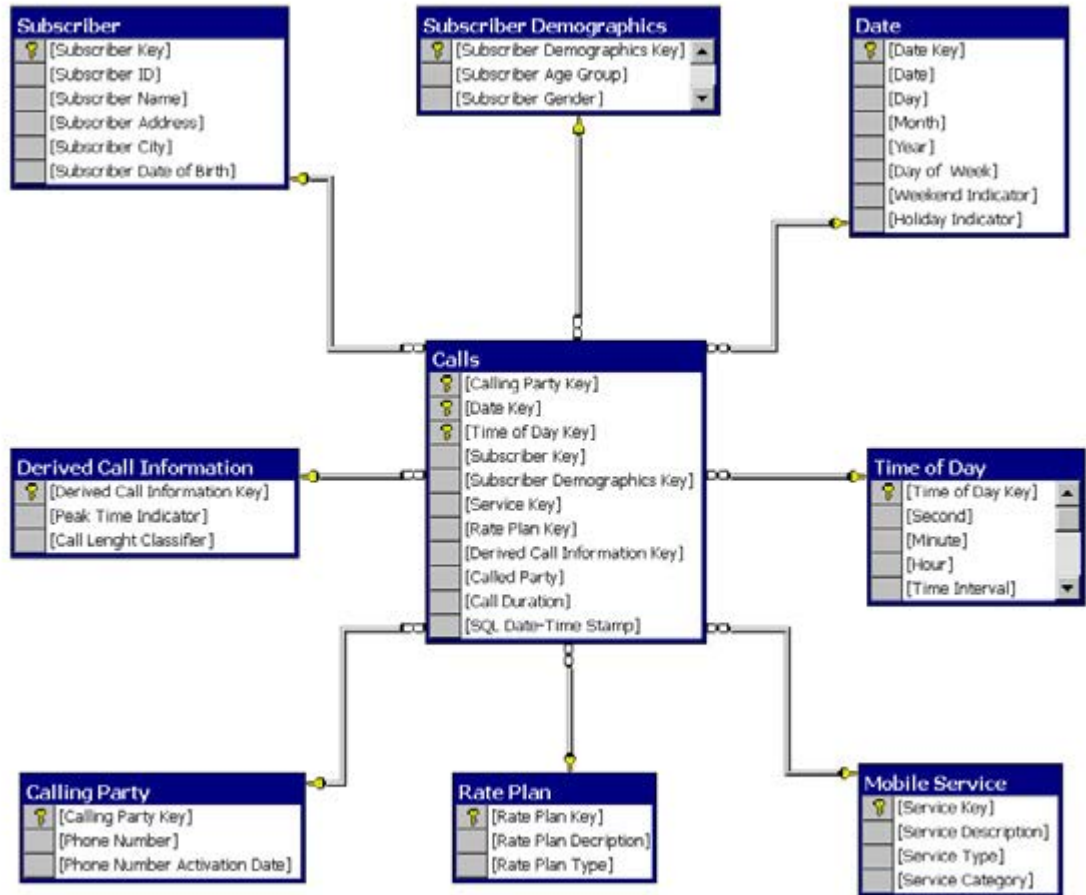 Subscriber
[Subscriber Key]
[Subscriber ID]
[Subscriber Name]
[Subscriber Address]
[Subscriber City]
[Subscriber Date of Birth]
Subscriber Demographics
[Subscriber Demographics Key]
[Subscriber Age Group]
[Subscriber Gender]
Date
[Date Key]
[Date]
[Day]
[Month]
[Year]
[Day of Week]
[Weekend Indicator]
[Holiday Indicator]
Calls
[Calling Party Key]
[Date Key]
[Time of Day Key]
[Subscriber Key]
[Subscriber Demographics Key]
[Service Key]
[Rate Plan Key]
[Derived Call Information Key]
[Called Party]
[Call Duration]
[SQL Date-Time Stamp]
Derived Call Information
[Derived Call Information Key]
[Peak Time Indicator]
[Call Lenght Classifier]
Time of Day
[Time of Day Key]
[Second]
[Minute]
[Hour]
[Time Interval]
Calling Party
[Calling Party Key]
[Phone Number]
[Phone Number Activation Date]
Rate Plan
[Rate Plan Key]
[Rate Plan Decription]
[Rate Plan Type]
Mobile Service
[Service Key]
[Service Description]
[Service Type]
[Service Category]